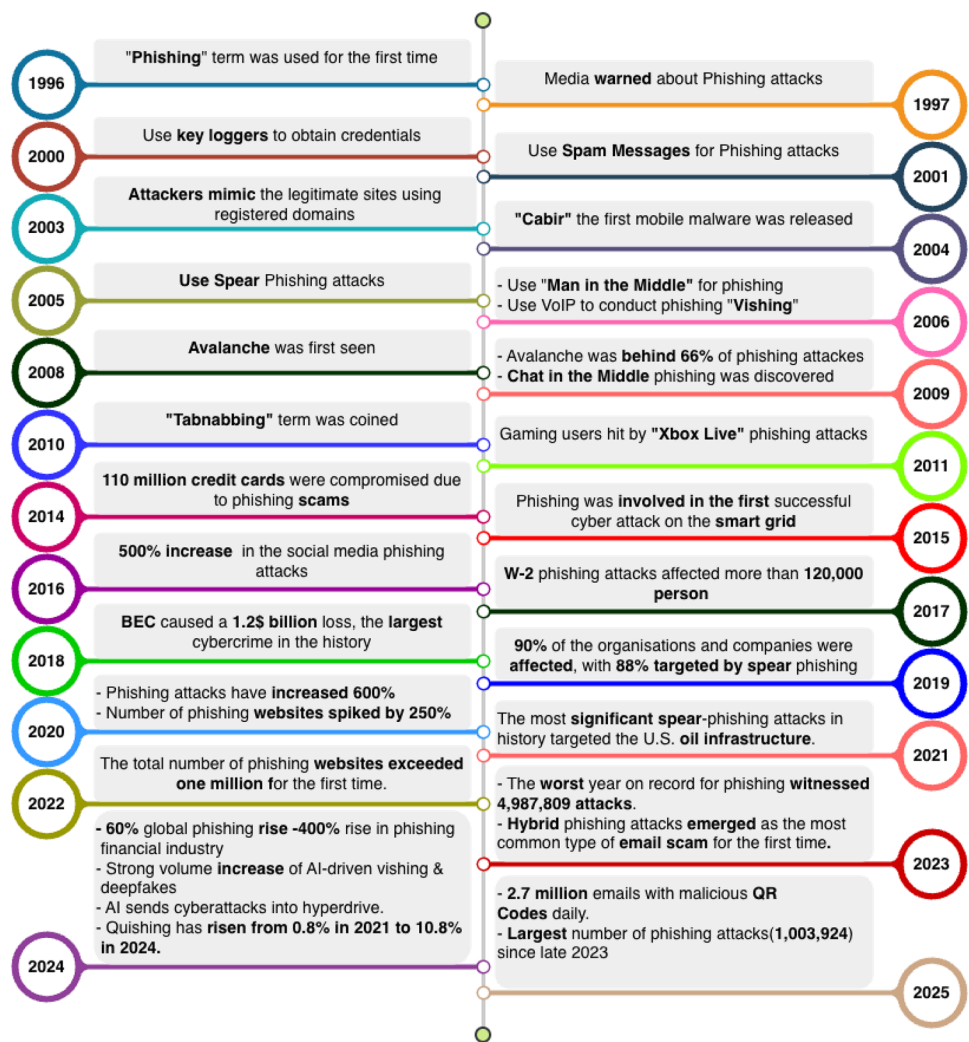 "Phishing" term was used for the first time
1996
Media warned about Phishing attacks
1997
Use key loggers to obtain credentials
2000
Use Spam Messages for Phishing attacks
2001
Attackers mimic the legitimate sites using
registered domains
2003
"Cabir" the first mobile malware was released
2004
Use Spear Phishing attacks
2005
- Use "Man in the Middle" for phishing
- Use VoIP to conduct phishing "Vishing"
2006
Avalanche was first seen
2008
- Avalanche was behind 66% of phishing attackes
- Chat in the Middle phishing was discovered
2009
"Tabnabbing" term was coined
2010
Gaming users hit by "Xbox Live" phishing attacks
2011
110 million credit cards were compromised due
to phishing scams
2014
Phishing was involved in the first successful
cyber attack on the smart grid
2015
500% increase in the social media phishing
attacks
2016
W-2 phishing attacks affected more than 120,000
person
2017
BEC caused a 1.2$ billion loss, the largest
cybercrime in the history
2018
90% of the organisations and companies were
affected, with 88% targeted by spear phishing
2019
- Phishing attacks have increased 600%
- Number of phishing websites spiked by 250%
2020
The most significant spear-phishing attacks in
history targeted the U.S. oil infrastructure.
2021
The total number of phishing websites exceeded
one million for the first time.
2022
- The worst year on record for phishing witnessed
4,987,809 attacks.
- Hybrid phishing attacks emerged as the most
common type of email scam for the first time.
2023
- 60% global phishing rise -400% rise in phishing
financial industry
- Strong volume increase of AI-driven vishing &
deepfakes
- AI sends cyberattacks into hyperdrive.
- Quishing has risen from 0.8% in 2021 to 10.8%
in 2024.
2024
- 2.7 million emails with malicious QR
Codes daily.
- Largest number of phishing attacks(1,003,924)
since late 2023
2025